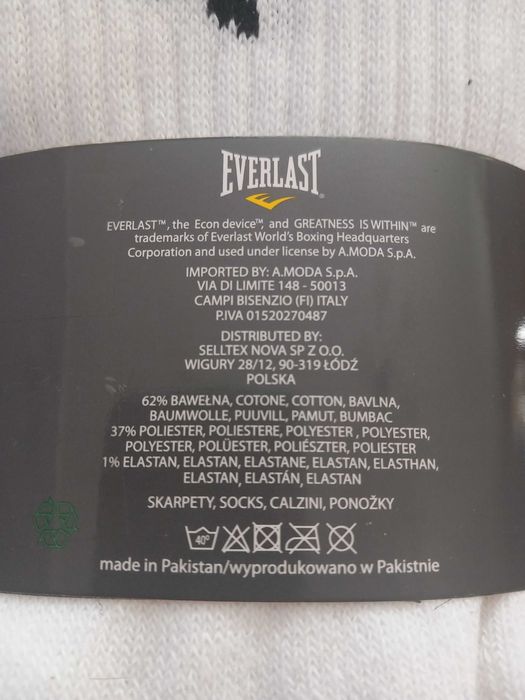 EVERLAST®
EVERLAST™, the Econ device™, and GREATNESS IS WITHIN™ are
trademarks of Everlast World's Boxing Headquarters
Corporation and used under license by A.MODA S.p.A.
IMPORTED BY: A.MODA S.p.A.
VIA DI LIMITE 148 - 50013
CAMPI BISENZIO (FI) ITALY
P.IVA 01520270487
DISTRIBUTED BY:
SELLTEX NOVA SP Z O.O.
WIGURY 28/12, 90-319 ŁÓDŹ
POLSKA
62% BAWEŁNA, COTONE, COTTON, BAVLNA,
BAUMWOLLE, PUUVILL, PAMUT, BUMBAC
37% POLIESTER, POLIESTERE, POLYESTER , POLYESTER,
POLYESTER, POLÜESTER, POLIÉSZTER, POLIESTER
1% ELASTAN, ELASTAN, ELASTANE, ELASTAN, ELASTHAN,
ELASTAN, ELASTÁN, ELASTAN
SKARPETY, SOCKS, CALZINI, PONOŽKY
40°
made in Pakistan/wyprodukowano w Pakistnie